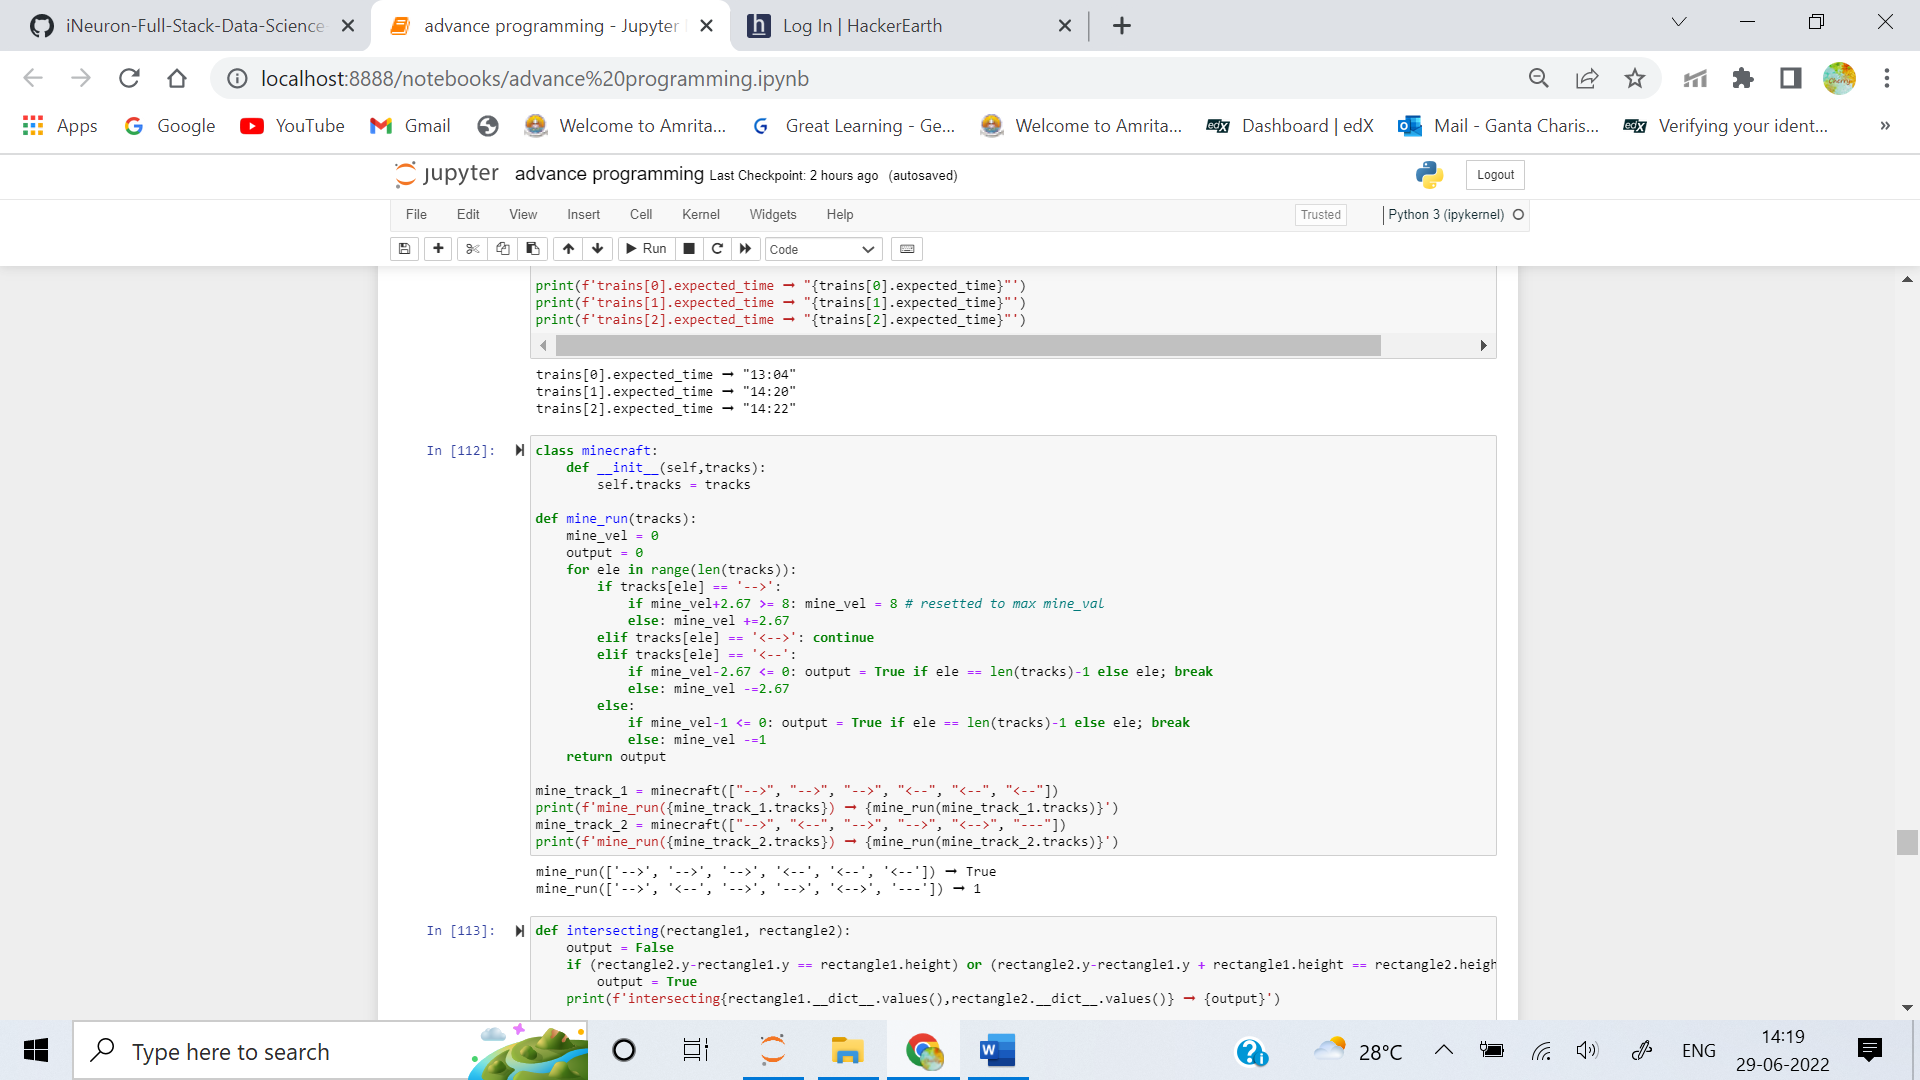 iNeuron-Full-Stack-Data-Science
advance programming - Jupyter
Log In | HackerEarth
localhost:8888/notebooks/advance%20programming.ipynb
Apps Google YouTube Gmail Welcome to Amrita... Great Learning - Ge... Welcome to Amrita... Dashboard | edX Mail - Ganta Charis... Verifying your ident... »
jupyter advance programming Last Checkpoint: 2 hours ago (autosaved) Logout
File Edit View Insert Cell Kernel Widgets Help Trusted Python 3 (ipykernel)
Run Code
print(f'trains[0].expected_time ➞ "{trains[0].expected_time}"')
print(f'trains[1].expected_time ➞ "{trains[1].expected_time}"')
print(f'trains[2].expected_time ➞ "{trains[2].expected_time}"')
trains[0].expected_time ➞ "13:04"
trains[1].expected_time ➞ "14:20"
trains[2].expected_time ➞ "14:22"
In [112]: class minecraft:
def __init__(self,tracks):
self.tracks = tracks
def mine_run(tracks):
mine_vel = 0
output = 0
for ele in range(len(tracks)):
if tracks[ele] == '-->':
if mine_vel+2.67 >= 8: mine_vel = 8 # resetted to max mine_val
else: mine_vel +=2.67
elif tracks[ele] == '<-->': continue
elif tracks[ele] == '<--':
if mine_vel-2.67 <= 0: output = True if ele == len(tracks)-1 else ele; break
else: mine_vel -=2.67
else:
if mine_vel-1 <= 0: output = True if ele == len(tracks)-1 else ele; break
else: mine_vel -=1
return output
mine_track_1 = minecraft(["-->", "-->", "-->", "<--", "<--", "<--"])
print(f'mine_run({mine_track_1.tracks}) ➞ {mine_run(mine_track_1.tracks)}')
mine_track_2 = minecraft(["-->", "<--", "-->", "-->", "<-->", "---"])
print(f'mine_run({mine_track_2.tracks}) ➞ {mine_run(mine_track_2.tracks)}')
mine_run(['-->', '-->', '-->', '<--', '<--', '<--']) ➞ True
mine_run(['-->', '<--', '-->', '-->', '<-->', '---']) ➞ 1
In [113]: def intersecting(rectangle1, rectangle2):
output = False
if (rectangle2.y-rectangle1.y == rectangle1.height) or (rectangle2.y-rectangle1.y + rectangle1.height == rectangle2.heigh
output = True
print(f'intersecting{rectangle1.__dict__.values(),rectangle2.__dict__.values()} ➞ {output}')
Type here to search
28°C
ENG
14:19
29-06-2022